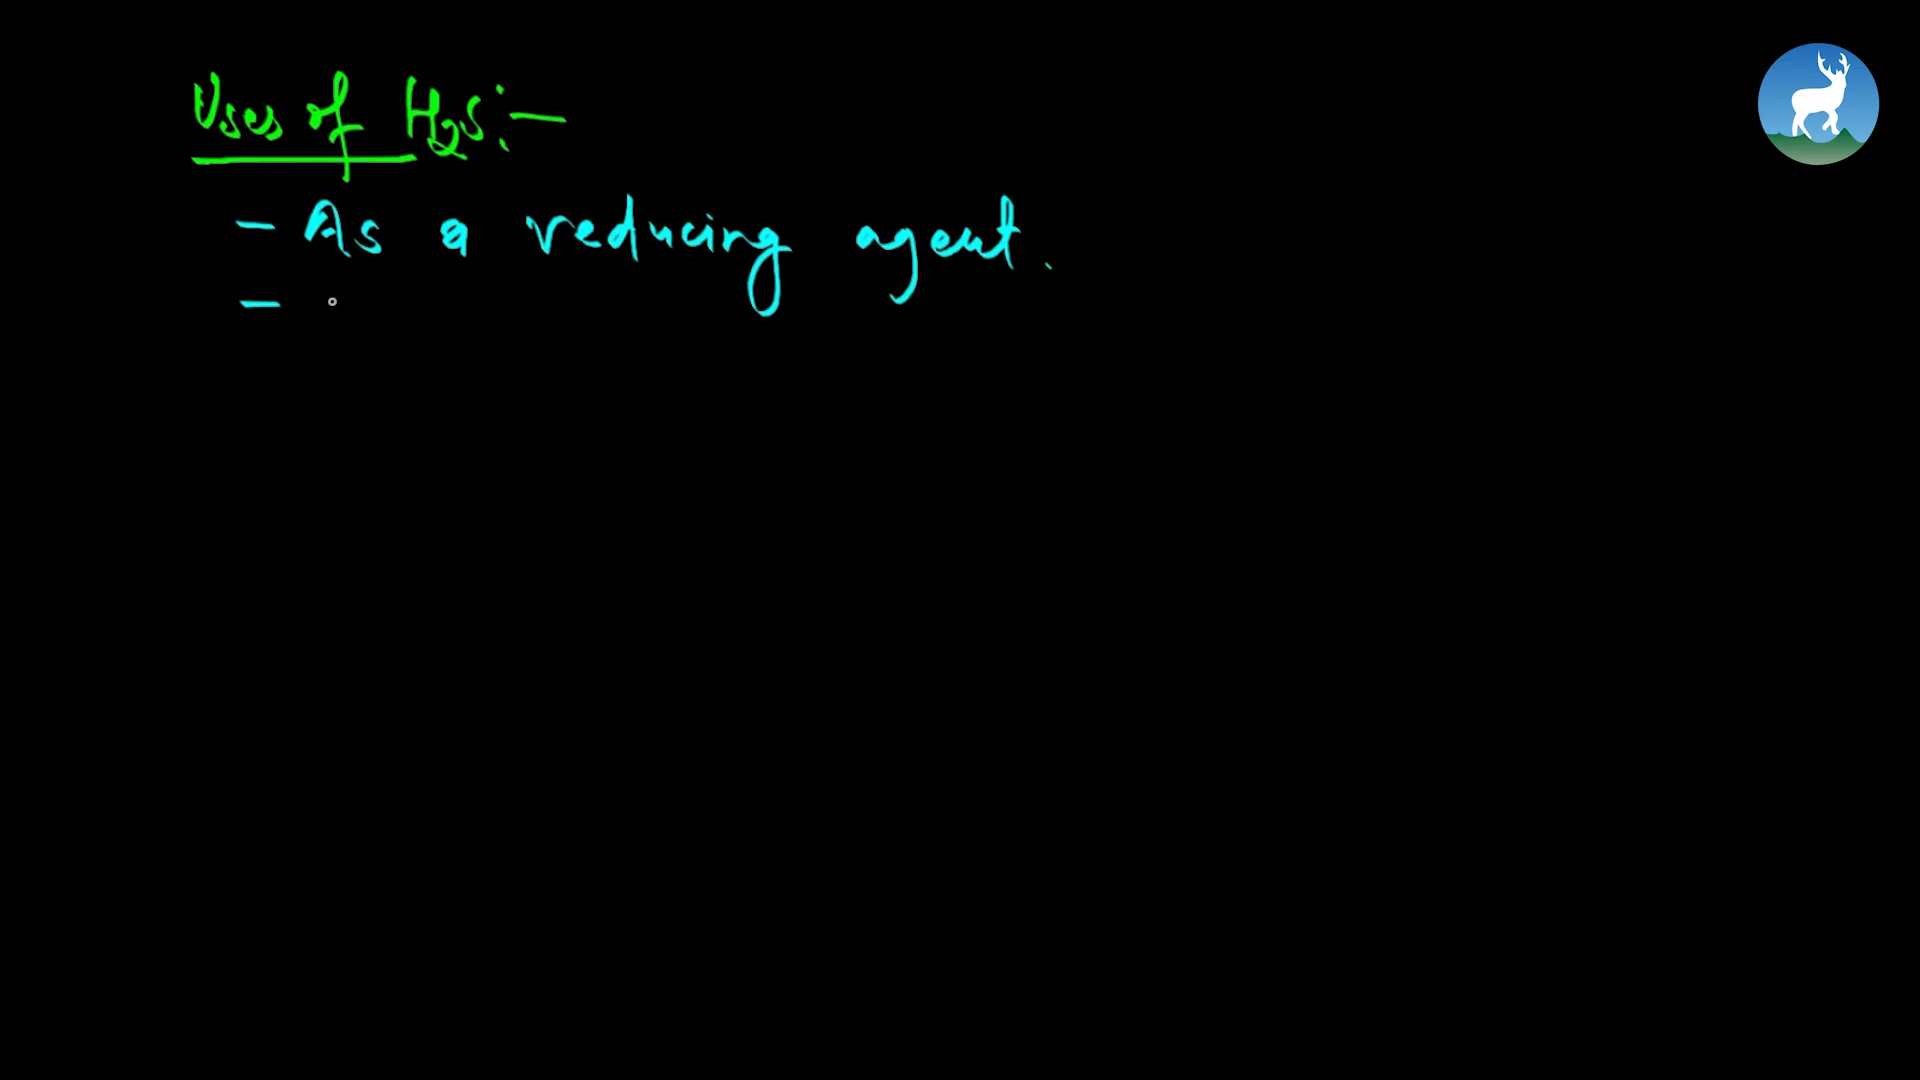 Uses of H2S:-
- As a reducing agent.
-